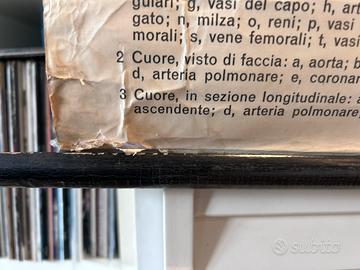 gulari; g, vasi del capo; h, art
gato; n, milza; o, reni; p, vasi
morali; s, vene femorali; t, vasi
2 Cuore, visto di faccia: a, aorta; b
d, arteria polmonare; e, coronar
3 Cuore, in sezione longitudinale:
ascendente; d, arteria polmonare;
subito